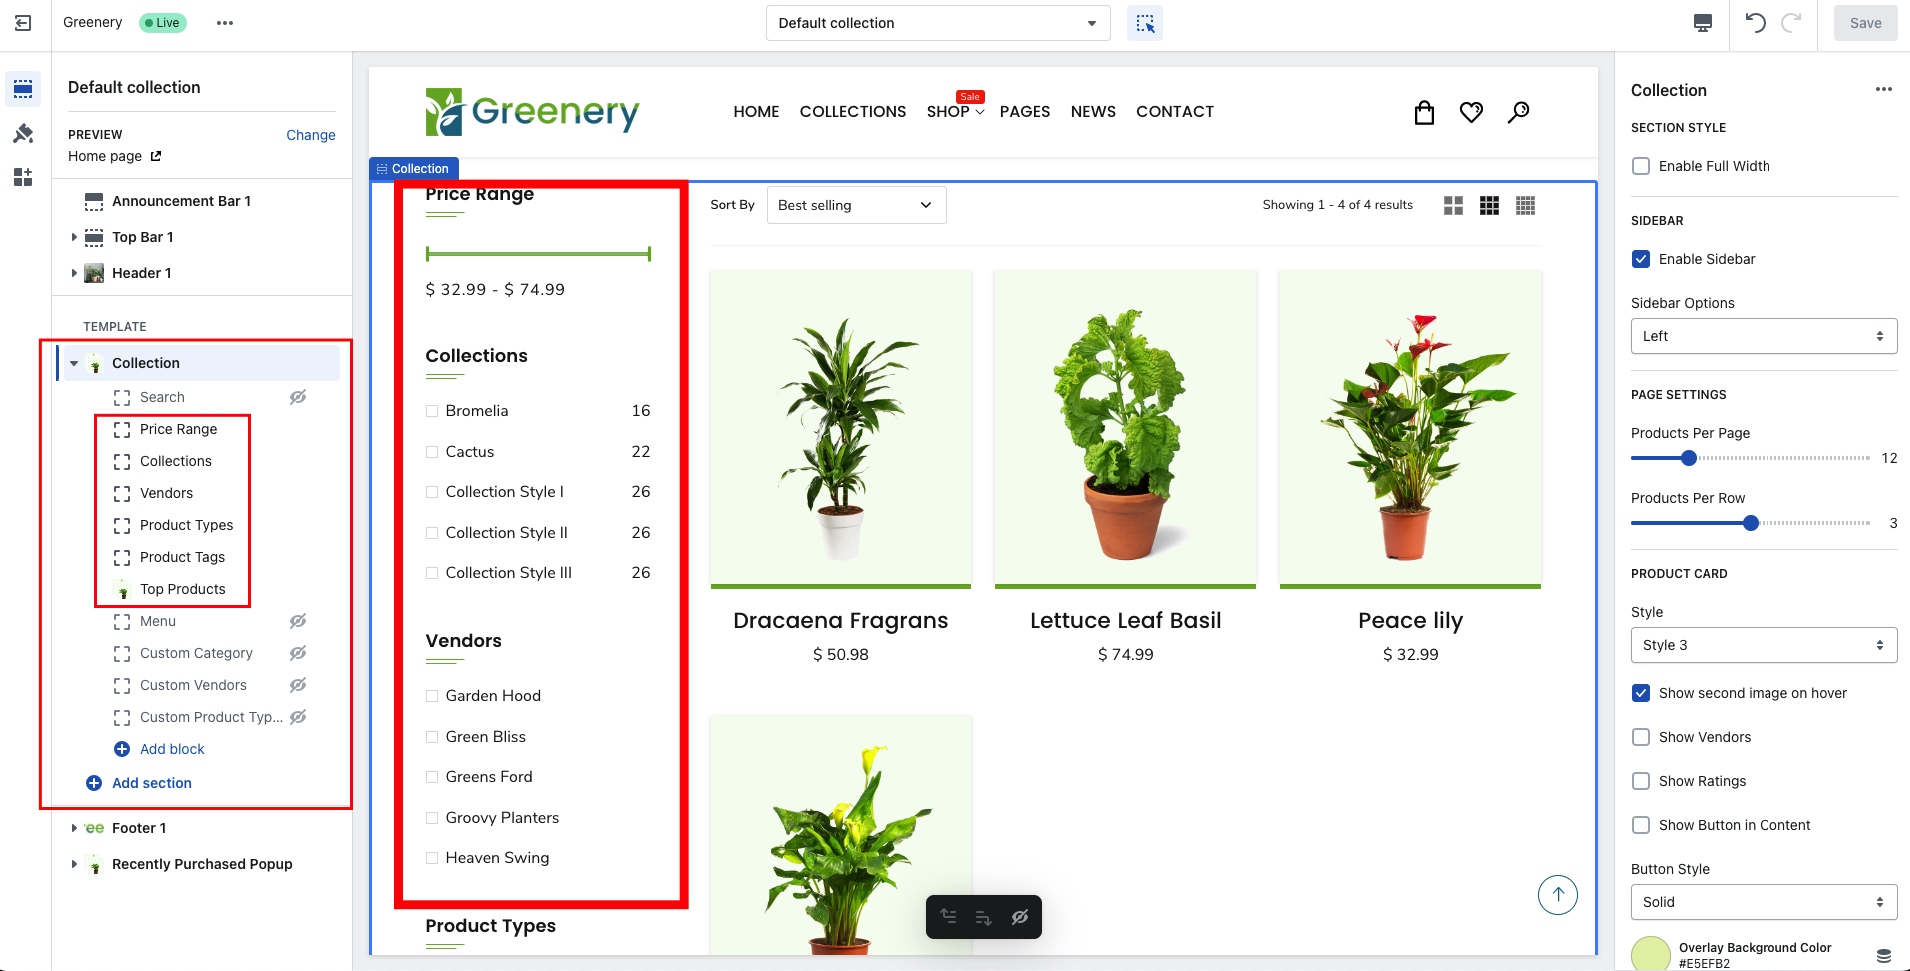 Greenery
Live
Default collection
Save
Default collection
PREVIEW
Change
Home page
Announcement Bar 1
Top Bar 1
Header 1
TEMPLATE
Collection
Search
Price Range
Collections
Vendors
Product Types
Product Tags
Top Products
Menu
Custom Category
Custom Vendors
Custom Product Typ...
Add block
Add section
Footer 1
Recently Purchased Popup
Greenery
HOME
COLLECTIONS
SHOP
Sale
PAGES
NEWS
CONTACT
Collection
Price Range
$ 32.99 - $ 74.99
Collections
Bromelia 16
Cactus 22
Collection Style I 26
Collection Style II 26
Collection Style III 26
Vendors
Garden Hood
Green Bliss
Greens Ford
Groovy Planters
Heaven Swing
Product Types
Sort By
Best selling
Showing 1 - 4 of 4 results
Dracaena Fragrans
$ 50.98
Lettuce Leaf Basil
$ 74.99
Peace lily
$ 32.99
Collection
SECTION STYLE
Enable Full Width
SIDEBAR
Enable Sidebar
Sidebar Options
Left
PAGE SETTINGS
Products Per Page
12
Products Per Row
3
PRODUCT CARD
Style
Style 3
Show second image on hover
Show Vendors
Show Ratings
Show Button in Content
Button Style
Solid
Overlay Background Color
#E5EFB2